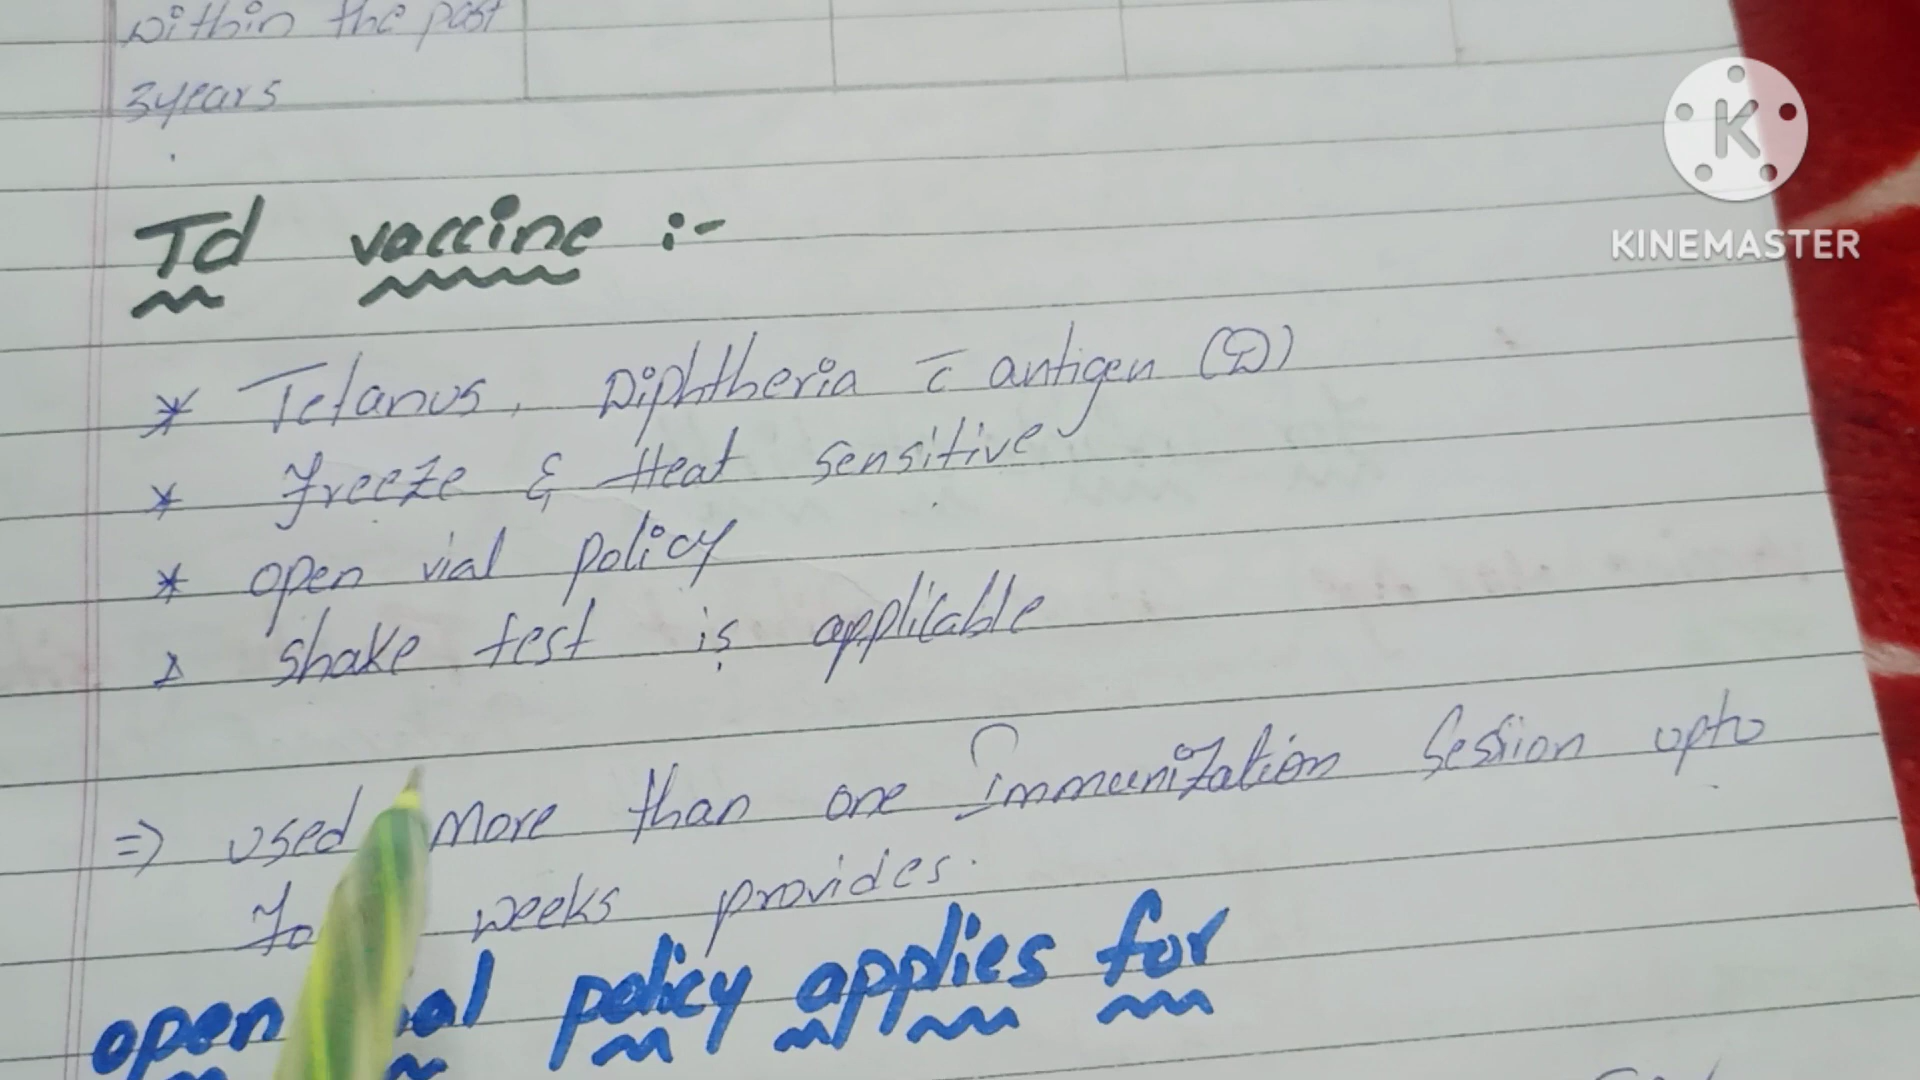 within the past
3years
KINEMASTER
Td vaccine :-
* Tetanus, Diphtheria c̄ antigen (D)
* Freeze & Heat sensitive
* open vial policy
* shake test is applicable
=> used more than one Immunization Session upto
weeks provides.
open policy applies for